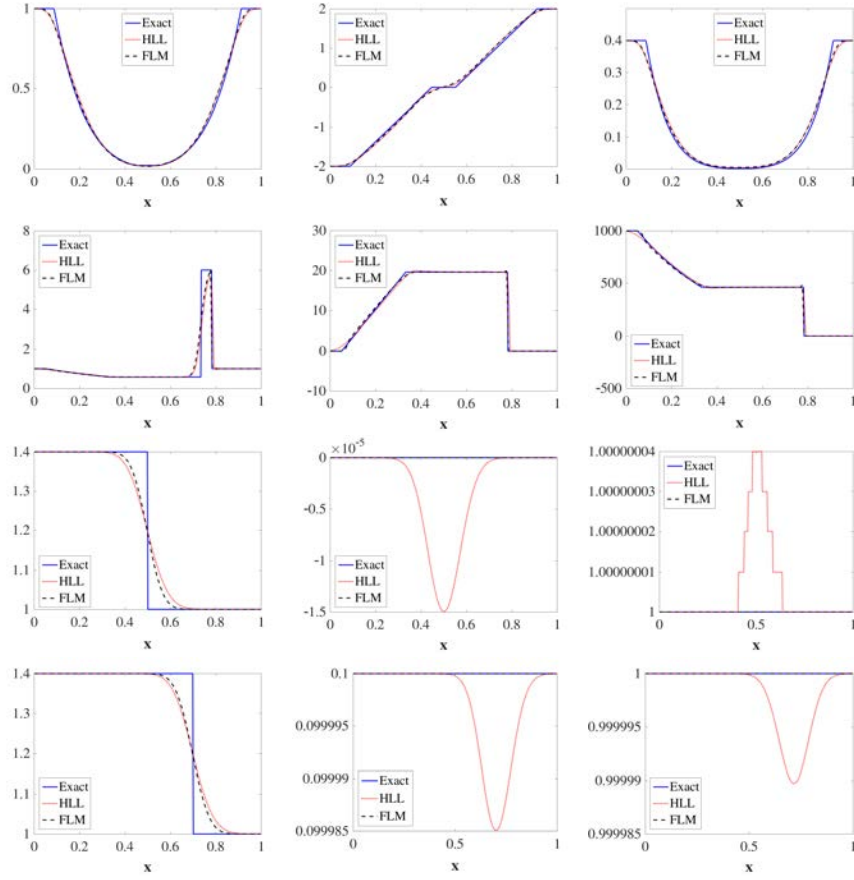 1
Exact
HLL
FLM
0.5
0
0 0.2 0.4 0.6 0.8 1
x
2
Exact
HLL
FLM
1
0
-1
-2
0 0.2 0.4 0.6 0.8 1
x
Exact
HLL
FLM
0.4
0.3
0.2
0.1
0
0 0.2 0.4 0.6 0.8 1
x
8
Exact
HLL
FLM
6
4
2
0
0 0.2 0.4 0.6 0.8 1
x
30
Exact
HLL
FLM
20
10
0
-10
0 0.2 0.4 0.6 0.8 1
x
1000
500
0
Exact
HLL
FLM
-500
0 0.2 0.4 0.6 0.8 1
x
1.4
1.3
1.2
1.1
Exact
HLL
FLM
1
0 0.2 0.4 0.6 0.8 1
x
×10-5
0
-0.5
-1
Exact
HLL
FLM
-1.5
0 0.2 0.4 0.6 0.8 1
x
1.00000004
Exact
HLL
FLM
1.00000003
1.00000002
1.00000001
1
0 0.5 1
x
1.4
1.3
1.2
1.1
Exact
HLL
FLM
1
0 0.2 0.4 0.6 0.8 1
x
0.1
0.099995
0.09999
Exact
HLL
FLM
0.099985
0.5 1
x
1
0.999995
0.99999
Exact
HLL
FLM
0.999985
0.5 1
x